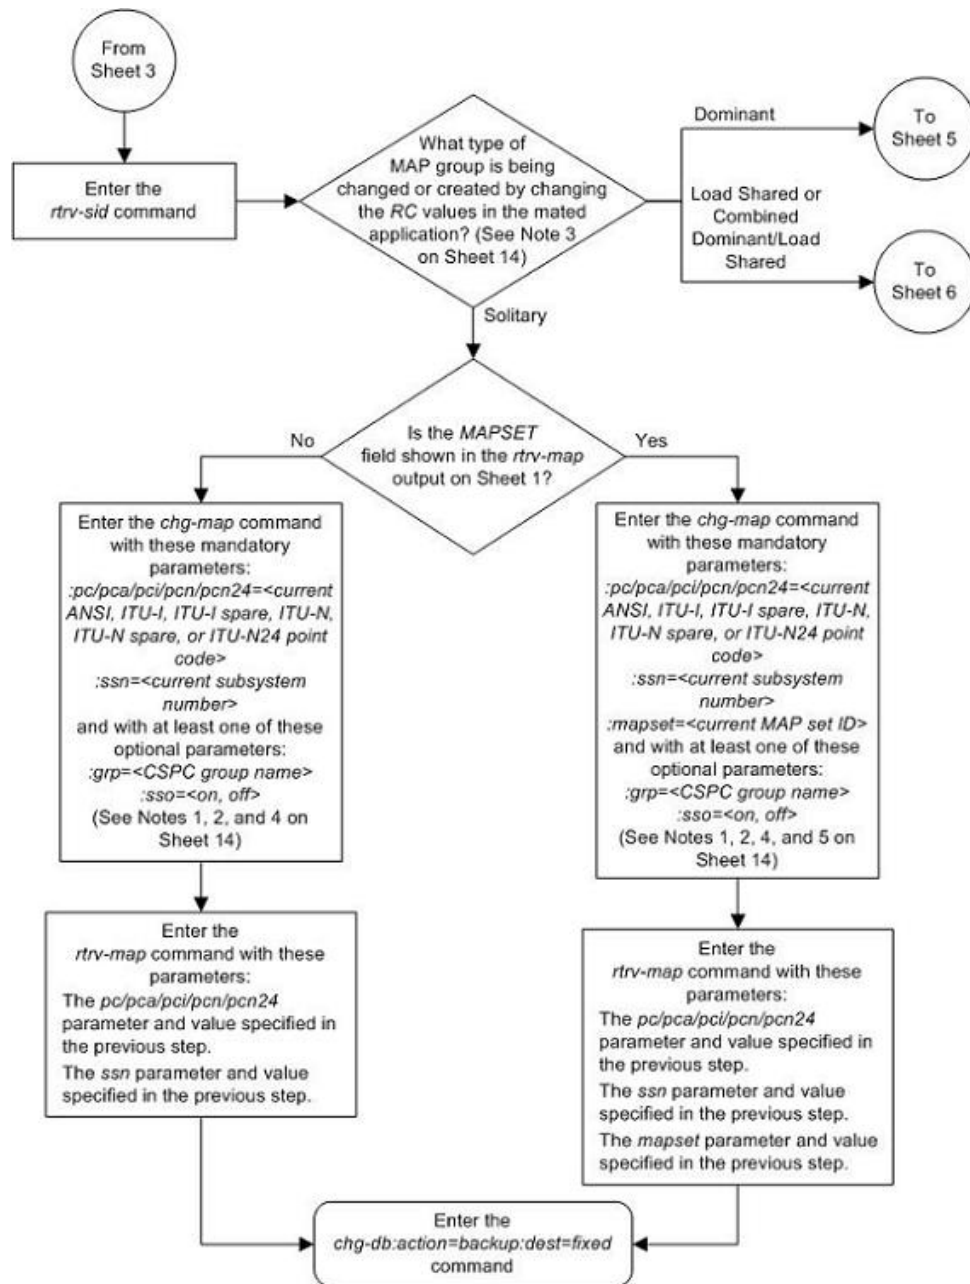 From
Sheet 3
Enter the
rtrv-sid command
What type of
MAP group is being
changed or created by changing
the RC values in the mated
application? (See Note 3
on Sheet 14)
Dominant
To
Sheet 5
Load Shared or
Combined
Dominant/Load
Shared
To
Sheet 6
Solitary
Is the MAPSET
field shown in the rtrv-map
output on Sheet 1?
No
Yes
Enter the chg-map command
with these mandatory
parameters:
:pc/pca/pci/pcn/pcn24=<current
ANSI, ITU-I, ITU-I spare, ITU-N,
ITU-N spare, or ITU-N24 point
code>
:ssn=<current subsystem
number>
and with at least one of these
optional parameters:
:grp=<CSPC group name>
:sso=<on, off>
(See Notes 1, 2, and 4 on
Sheet 14)
Enter the chg-map command
with these mandatory
parameters:
:pc/pca/pci/pcn/pcn24=<current
ANSI, ITU-I, ITU-I spare, ITU-N,
ITU-N spare, or ITU-N24 point
code>
:ssn=<current subsystem
number>
:mapset=<current MAP set ID>
and with at least one of these
optional parameters:
:grp=<CSPC group name>
:sso=<on, off>
(See Notes 1, 2, 4, and 5 on
Sheet 14)
Enter the
rtrv-map command with these
parameters:
The pc/pca/pci/pcn/pcn24
parameter and value specified in
the previous step.
The ssn parameter and value
specified in the previous step.
Enter the
rtrv-map command with these
parameters:
The pc/pca/pci/pcn/pcn24
parameter and value specified in
the previous step.
The ssn parameter and value
specified in the previous step.
The mapset parameter and value
specified in the previous step.
Enter the
chg-db:action=backup:dest=fixed
command